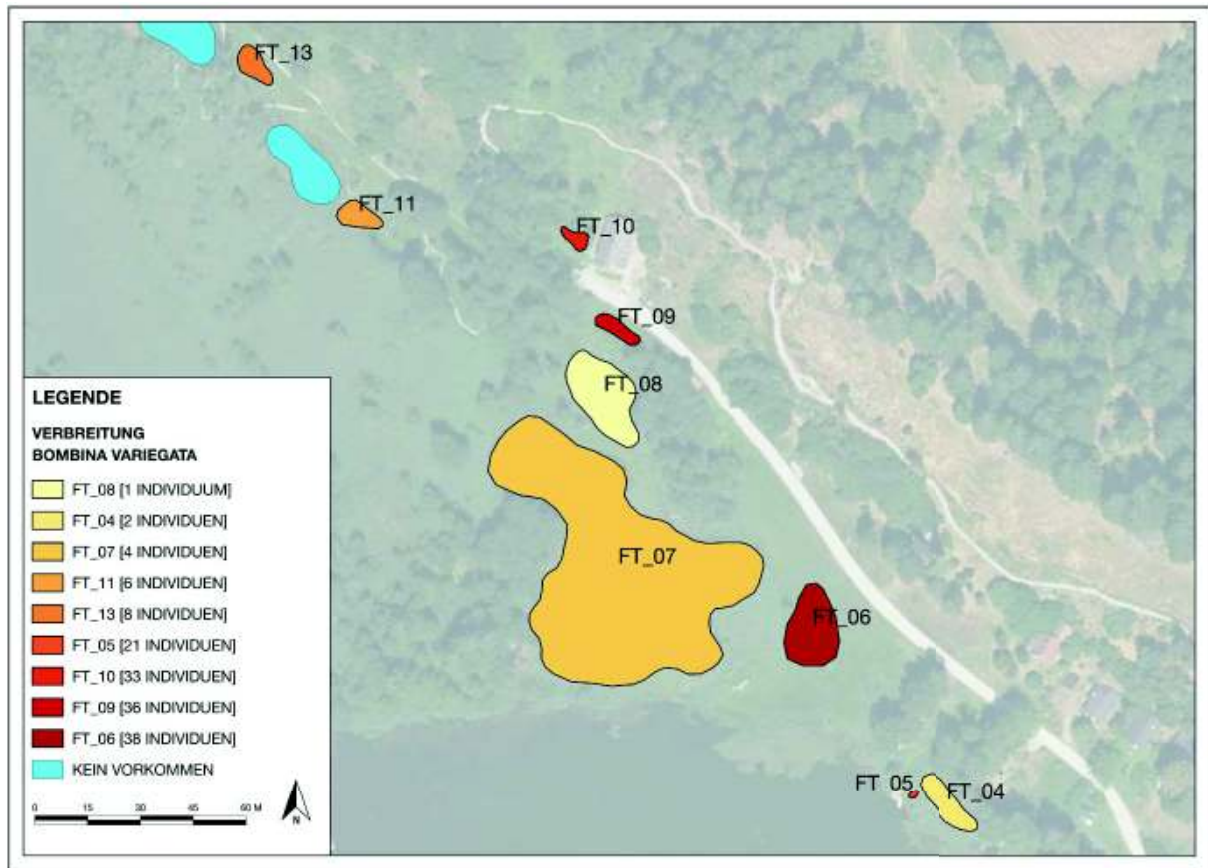 FT_13
FT_11
FT_10
FT_09
FT_08
FT_07
FT_06
FT_05
FT_04
LEGENDE
VERBREITUNG
BOMBINA VARIEGATA
FT_08 [1 INDIVIDUUM]
FT_04 [2 INDIVIDUEN]
FT_07 [4 INDIVIDUEN]
FT_11 [6 INDIVIDUEN]
FT_13 [8 INDIVIDUEN]
FT_05 [21 INDIVIDUEN]
FT_10 [33 INDIVIDUEN]
FT_09 [36 INDIVIDUEN]
FT_06 [38 INDIVIDUEN]
KEIN VORKOMMEN
0 15 30 45 60 M
N